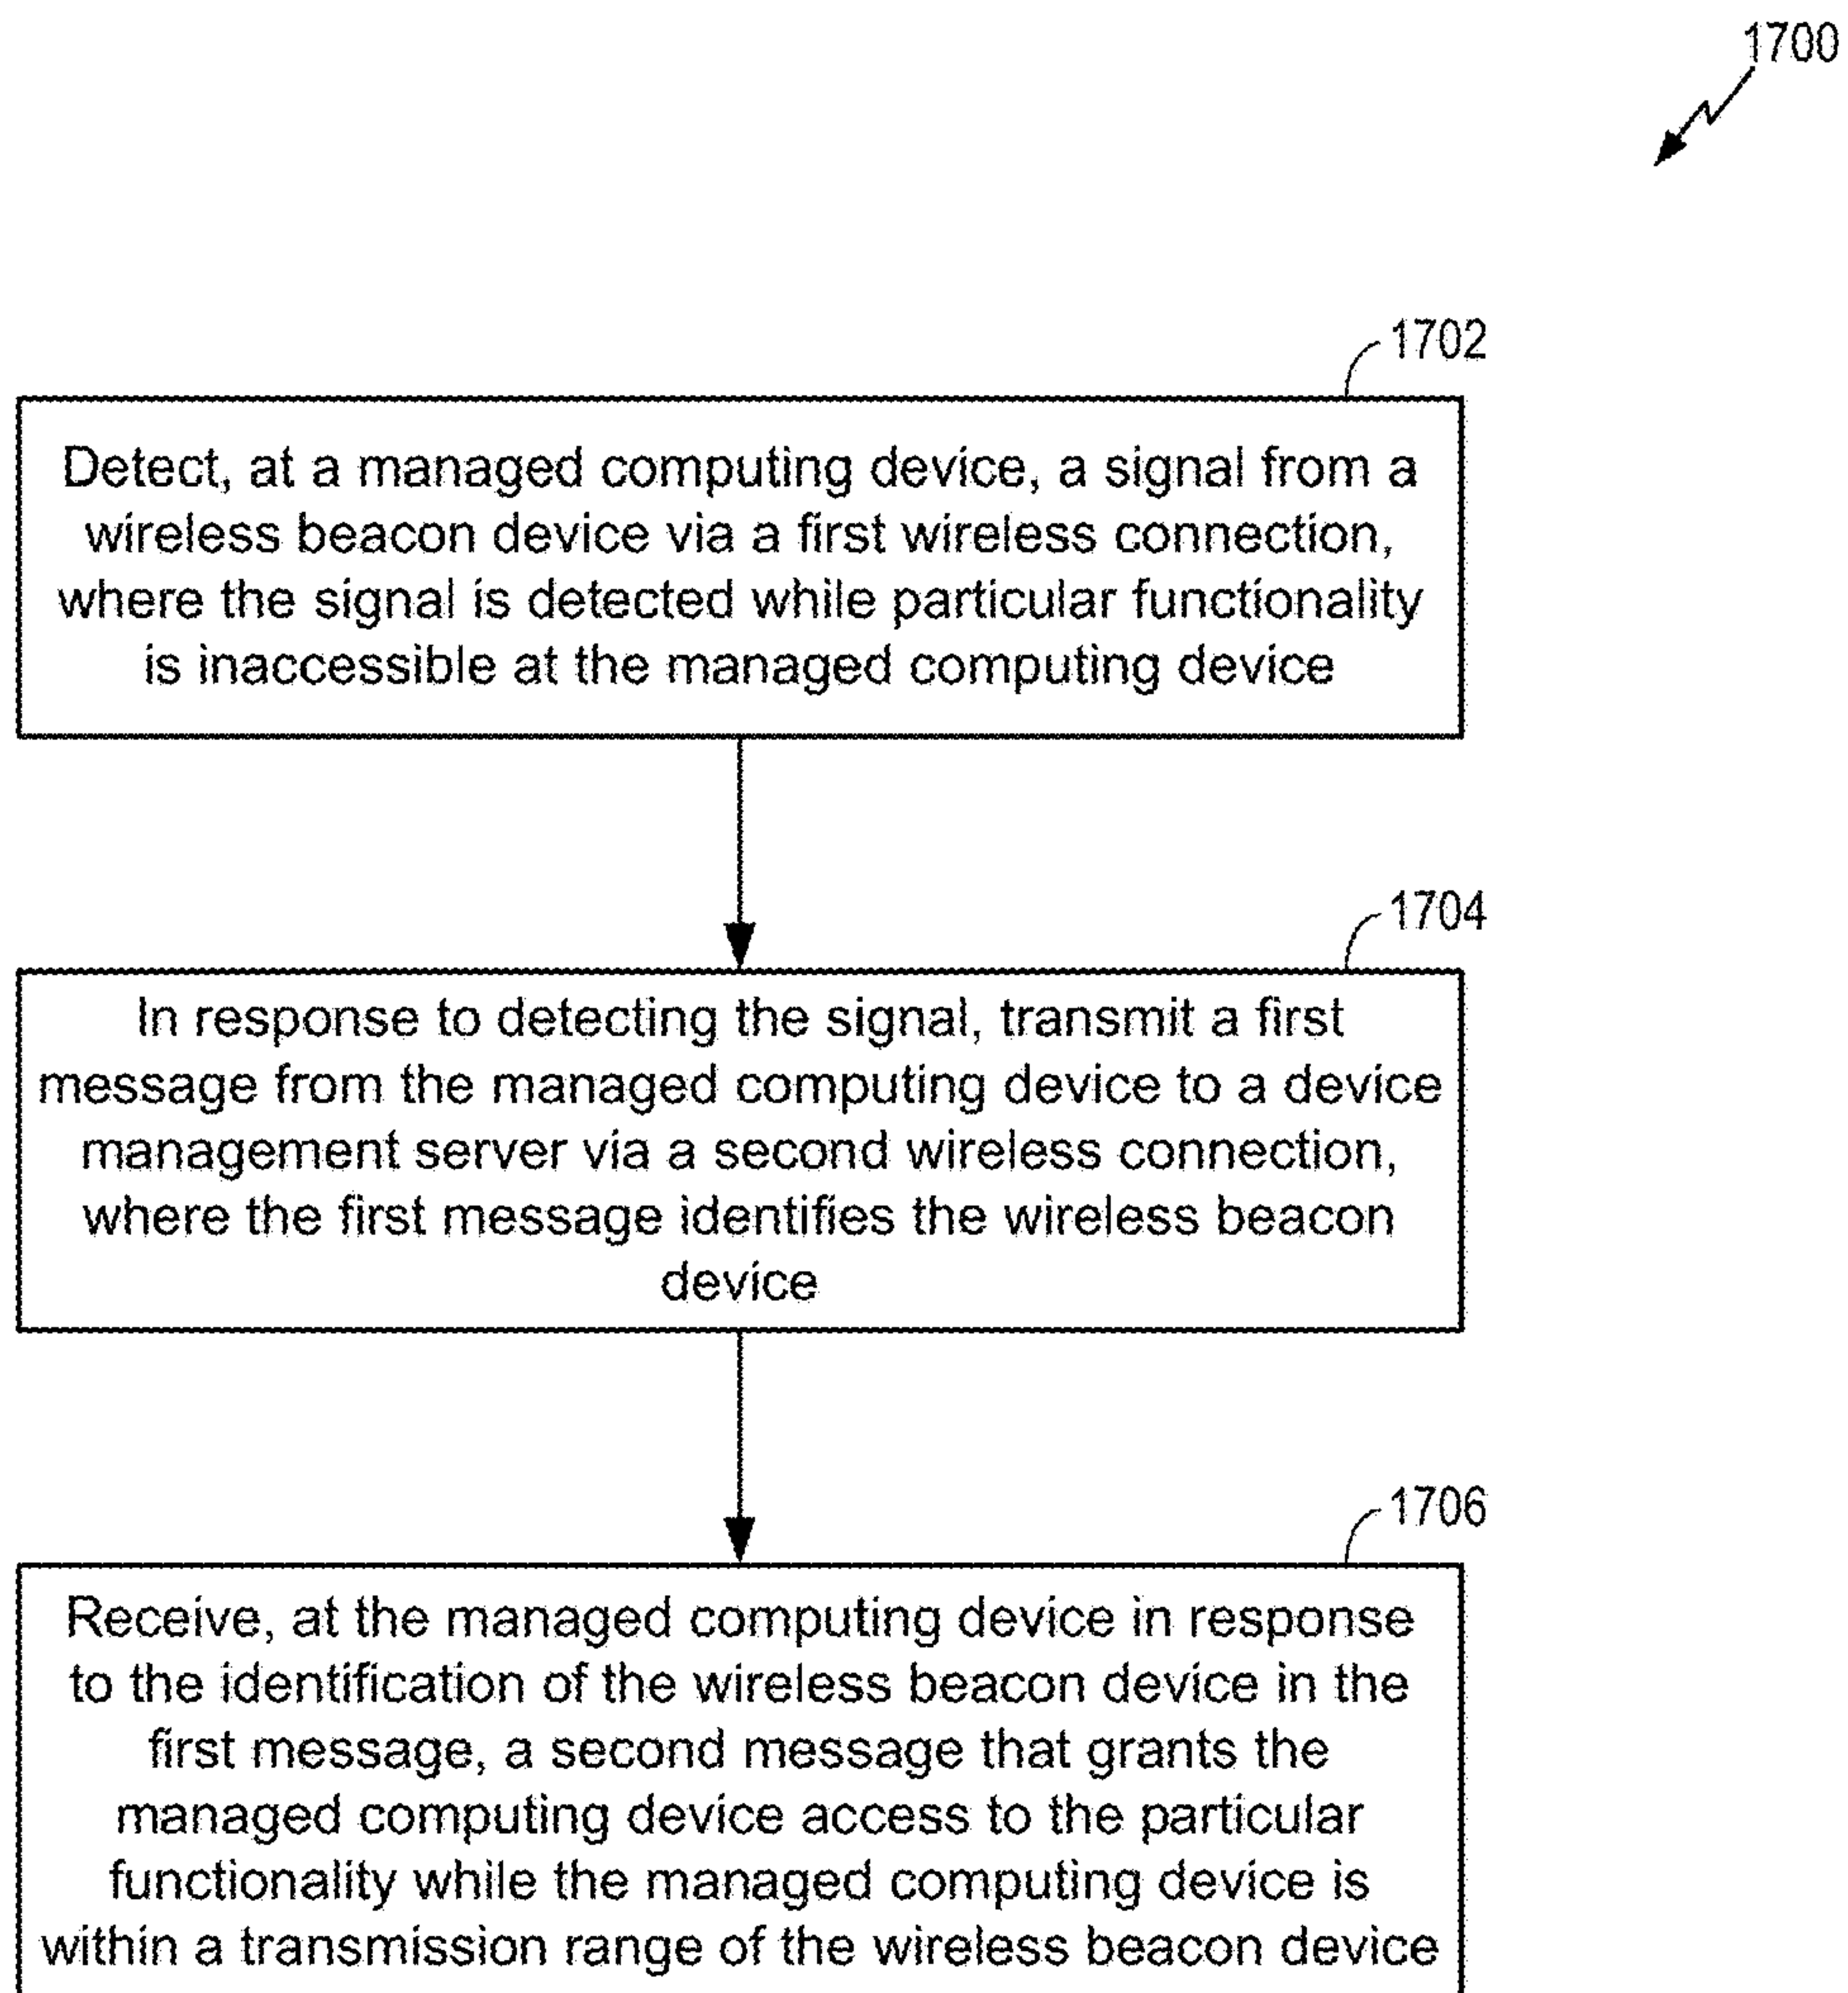 1700
1702
Detect, at a managed computing device, a signal from a
wireless beacon device via a first wireless connection,
where the signal is detected while particular functionality
is inaccessible at the managed computing device
1704
In response to detecting the signal, transmit a first
message from the managed computing device to a device
management server via a second wireless connection,
where the first message identifies the wireless beacon
device
1706
Receive, at the managed computing device in response
to the identification of the wireless beacon device in the
first message, a second message that grants the
managed computing device access to the particular
functionality while the managed computing device is
within a transmission range of the wireless beacon device